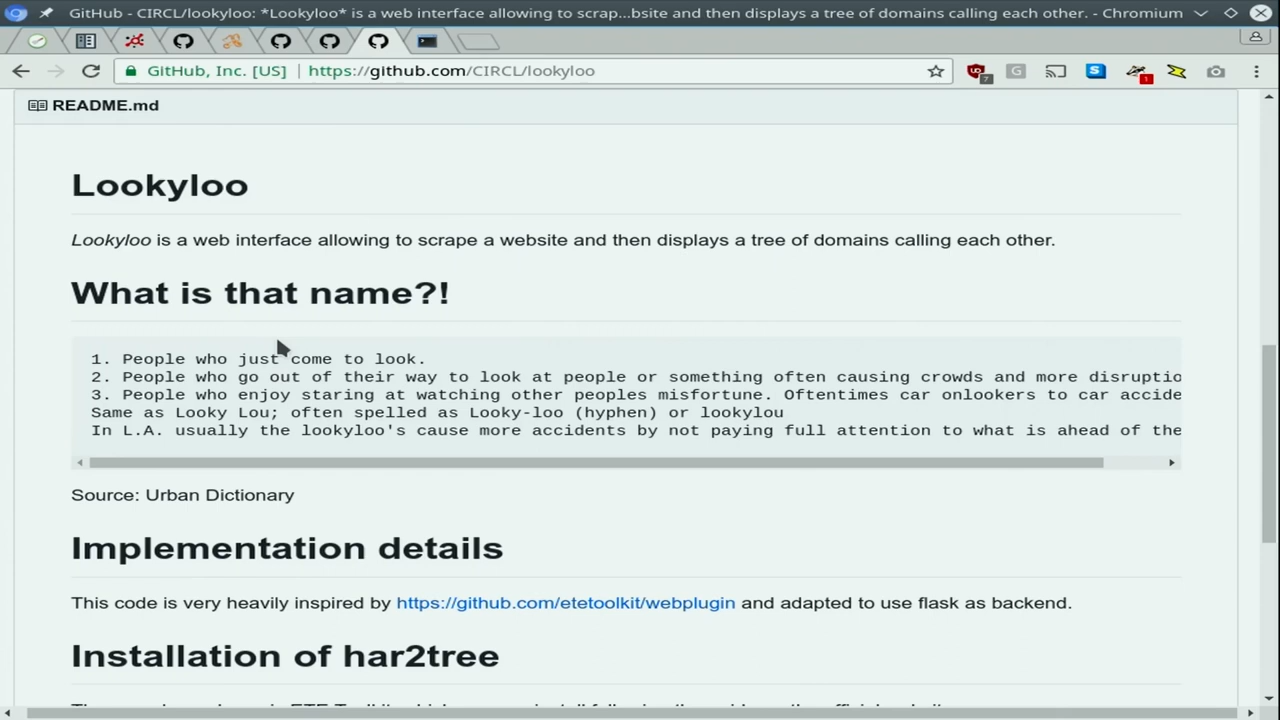 GitHub - CIRCL/lookyloo: *Lookyloo* is a web interface allowing to scrap...bsite and then displays a tree of domains calling each other. - Chromium
GitHub, Inc. [US] https://github.com/CIRCL/lookyloo
README.md
Lookyloo
Lookyloo is a web interface allowing to scrape a website and then displays a tree of domains calling each other.
What is that name?!
1. People who just come to look.
2. People who go out of their way to look at people or something often causing crowds and more disruptio
3. People who enjoy staring at watching other peoples misfortune. Oftentimes car onlookers to car accide
Same as Looky Lou; often spelled as Looky-loo (hyphen) or lookylou
In L.A. usually the lookyloo's cause more accidents by not paying full attention to what is ahead of the
Source: Urban Dictionary
Implementation details
This code is very heavily inspired by https://github.com/etetoolkit/webplugin and adapted to use flask as backend.
Installation of har2tree